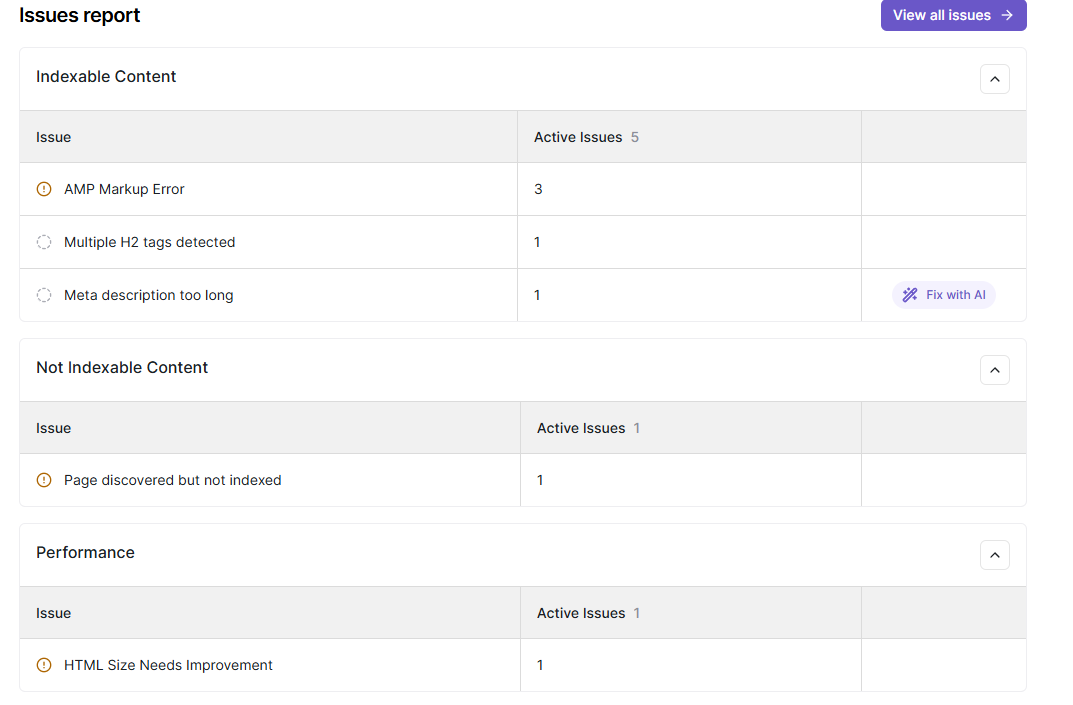 Issues report
View all issues
Indexable Content
Issue Active Issues 5
AMP Markup Error 3
Multiple H2 tags detected 1
Meta description too long 1 Fix with AI
Not Indexable Content
Issue Active Issues 1
Page discovered but not indexed 1
Performance
Issue Active Issues 1
HTML Size Needs Improvement 1